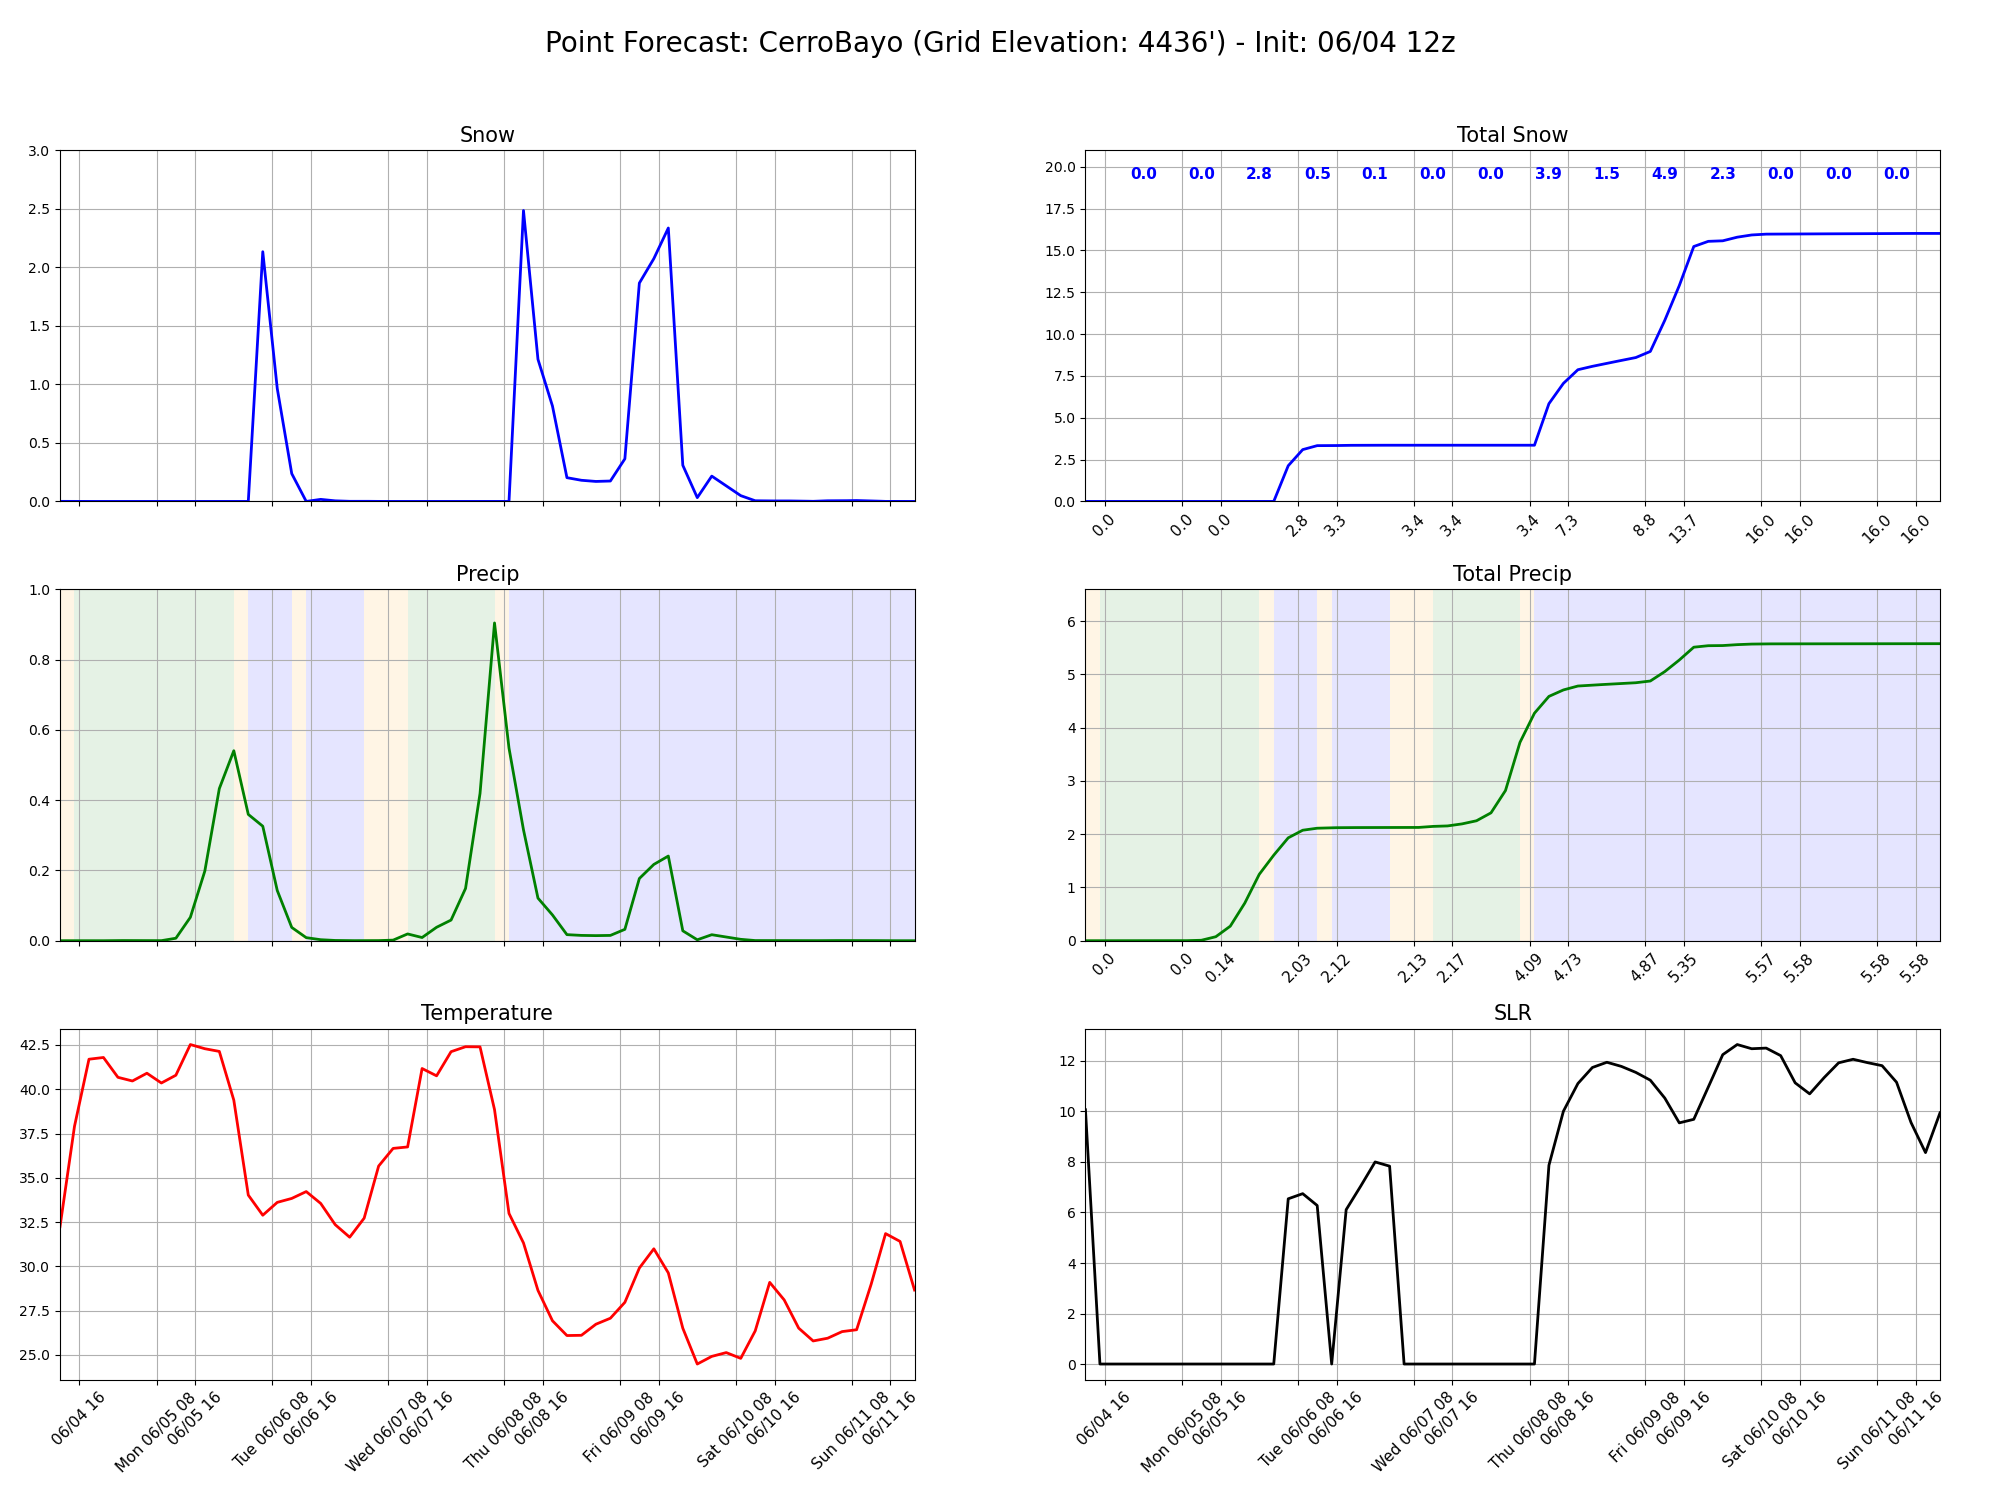 Point Forecast: CerroBayo (Grid Elevation: 4436') - Init: 06/04 12z
Snow
3.0
2.5
2.0
1.5
1.0
0.5
0.0
Total Snow
20.0
17.5
15.0
12.5
10.0
7.5
5.0
2.5
0.0
0.0 0.0 2.8 0.5 0.1 0.0 0.0 3.9 1.5 4.9 2.3 0.0 0.0 0.0
0.0 0.0 0.0 2.8 3.3 3.4 3.4 3.4 7.3 8.8 13.7 16.0 16.0 16.0 16.0
Precip
1.0
0.8
0.6
0.4
0.2
0.0
Total Precip
6
5
4
3
2
1
0
0.0 0.0 0.14 2.03 2.12 2.13 2.17 4.09 4.73 4.87 5.35 5.57 5.58 5.58 5.58
Temperature
42.5
40.0
37.5
35.0
32.5
30.0
27.5
25.0
06/04 16
Mon 06/05 08
06/05 16
Tue 06/06 08
06/06 16
Wed 06/07 08
06/07 16
Thu 06/08 08
06/08 16
Fri 06/09 08
06/09 16
Sat 06/10 08
06/10 16
Sun 06/11 08
06/11 16
SLR
12
10
8
6
4
2
0
06/04 16
Mon 06/05 08
06/05 16
Tue 06/06 08
06/06 16
Wed 06/07 08
06/07 16
Thu 06/08 08
06/08 16
Fri 06/09 08
06/09 16
Sat 06/10 08
06/10 16
Sun 06/11 08
06/11 16